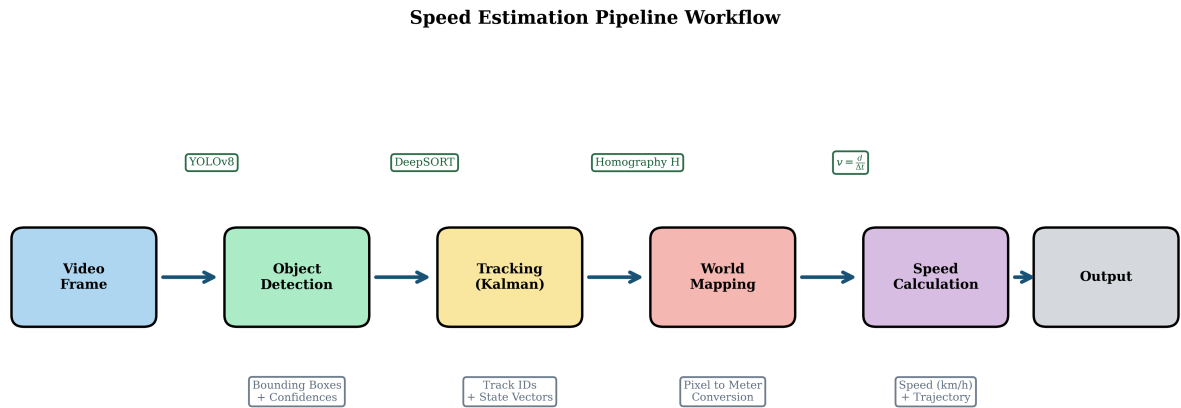 Speed Estimation Pipeline Workflow
YOLOv8
DeepSORT
Homography H
v = d/Δt
Video
Frame
Object
Detection
Tracking
(Kalman)
World
Mapping
Speed
Calculation
Output
Bounding Boxes
+ Confidences
Track IDs
+ State Vectors
Pixel to Meter
Conversion
Speed (km/h)
+ Trajectory